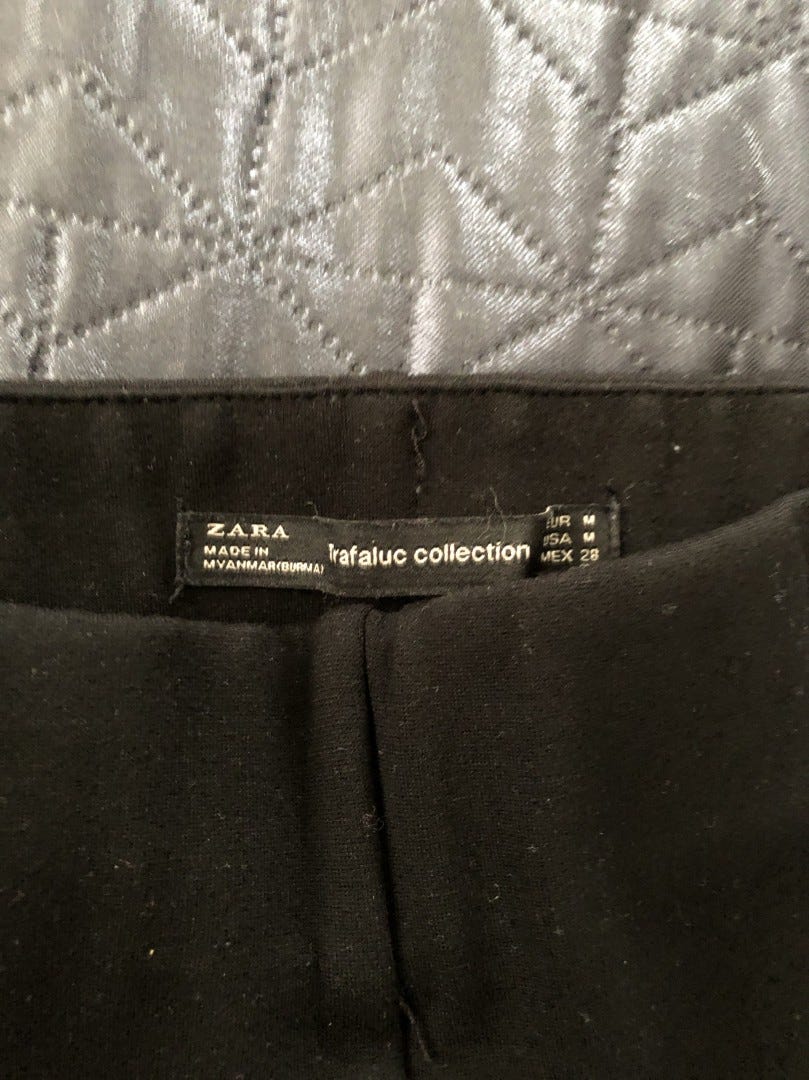 ZARA
MADE IN
MYANMAR(BURMA)
Trafaluc collection
EUR M
USA M
MEX 28